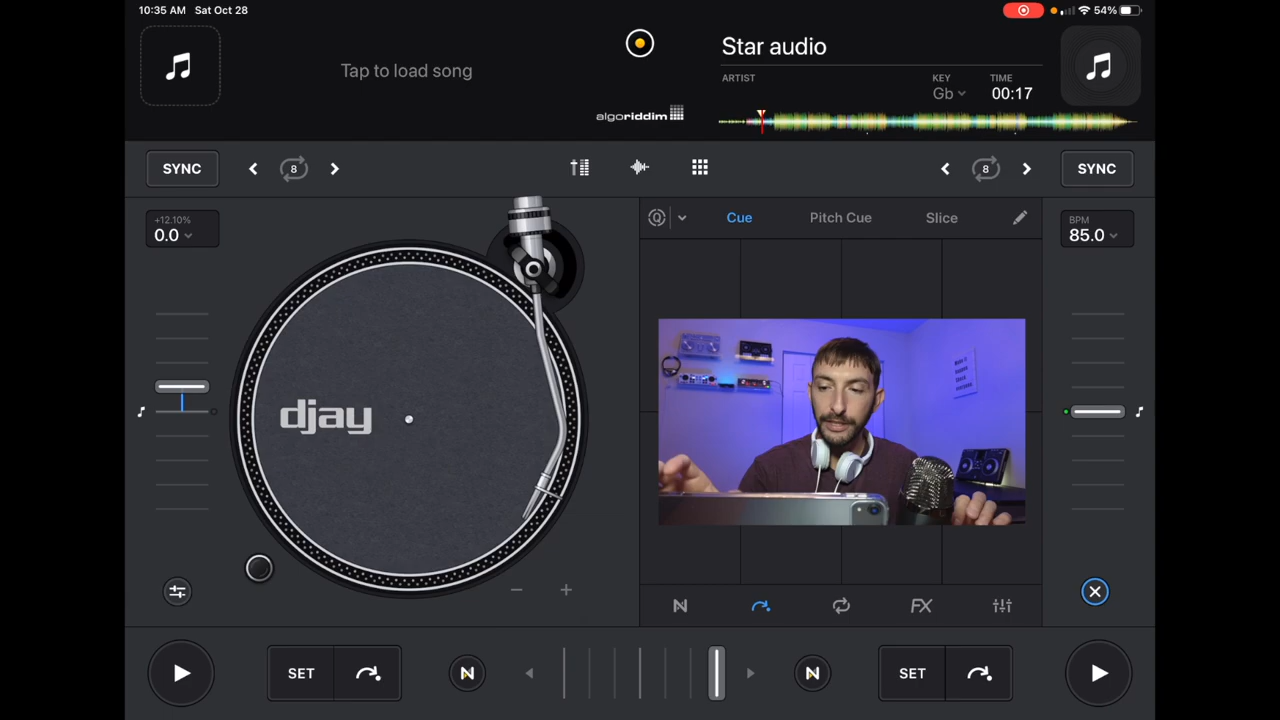 10:35 AM Sat Oct 28
54%
Tap to load song
algoriddim
Star audio
ARTIST
KEY
TIME
Gb
00:17
SYNC
8
8
SYNC
+12.10%
0.0
Cue
Pitch Cue
Slice
BPM
85.0
djay
FX
SET
N
N
SET